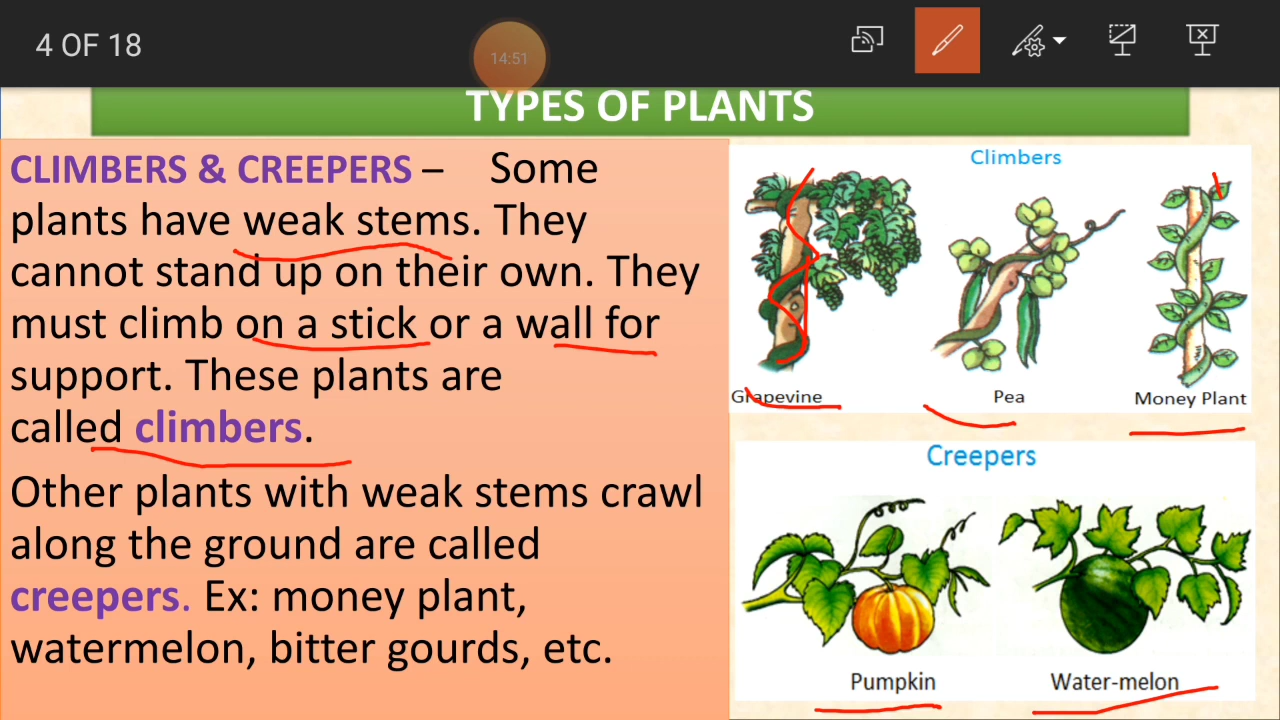 4 OF 18
14:51
TYPES OF PLANTS
CLIMBERS & CREEPERS – Some
plants have weak stems. They
cannot stand up on their own. They
must climb on a stick or a wall for
support. These plants are
called climbers.
Other plants with weak stems crawl
along the ground are called
creepers. Ex: money plant,
watermelon, bitter gourds, etc.
Climbers
Grapevine Pea Money Plant
Creepers
Pumpkin Water-melon